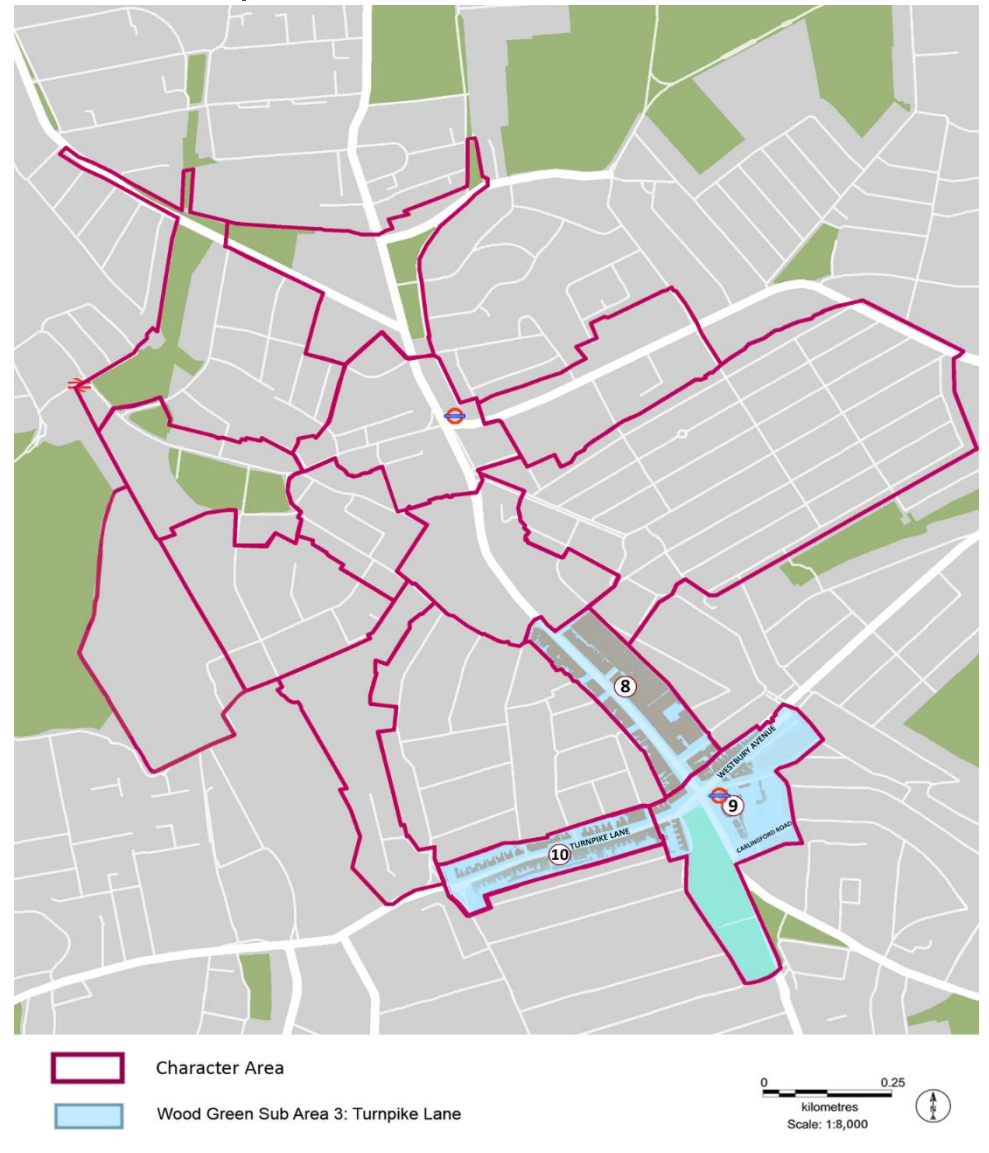 8
WESTBURY AVENUE
9
CARLINGFORD ROAD
TURNPIKE LANE
10
Character Area
Wood Green Sub Area 3: Turnpike Lane
0 0.25
kilometres
Scale: 1:8,000
N